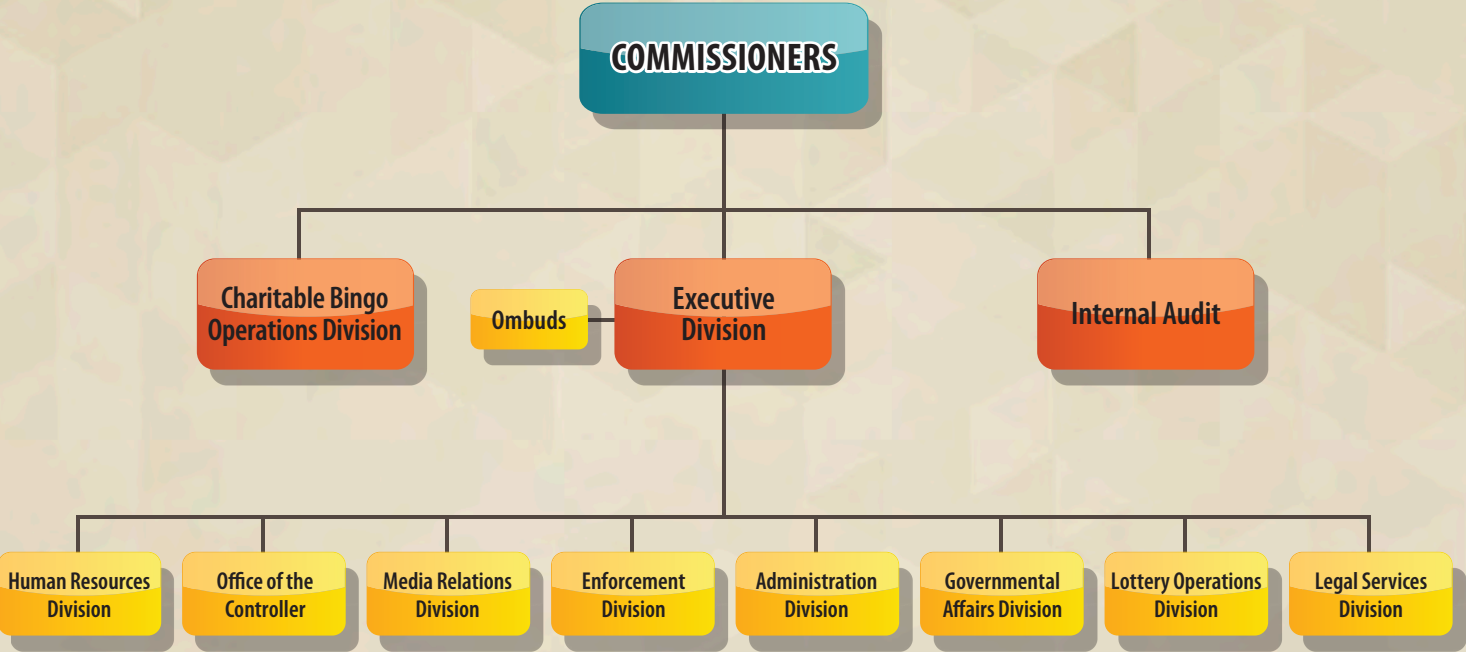 COMMISSIONERS
Charitable Bingo
Operations Division
Ombuds
Executive
Division
Internal Audit
Human Resources
Division
Office of the
Controller
Media Relations
Division
Enforcement
Division
Administration
Division
Governmental
Affairs Division
Lottery Operations
Division
Legal Services
Division